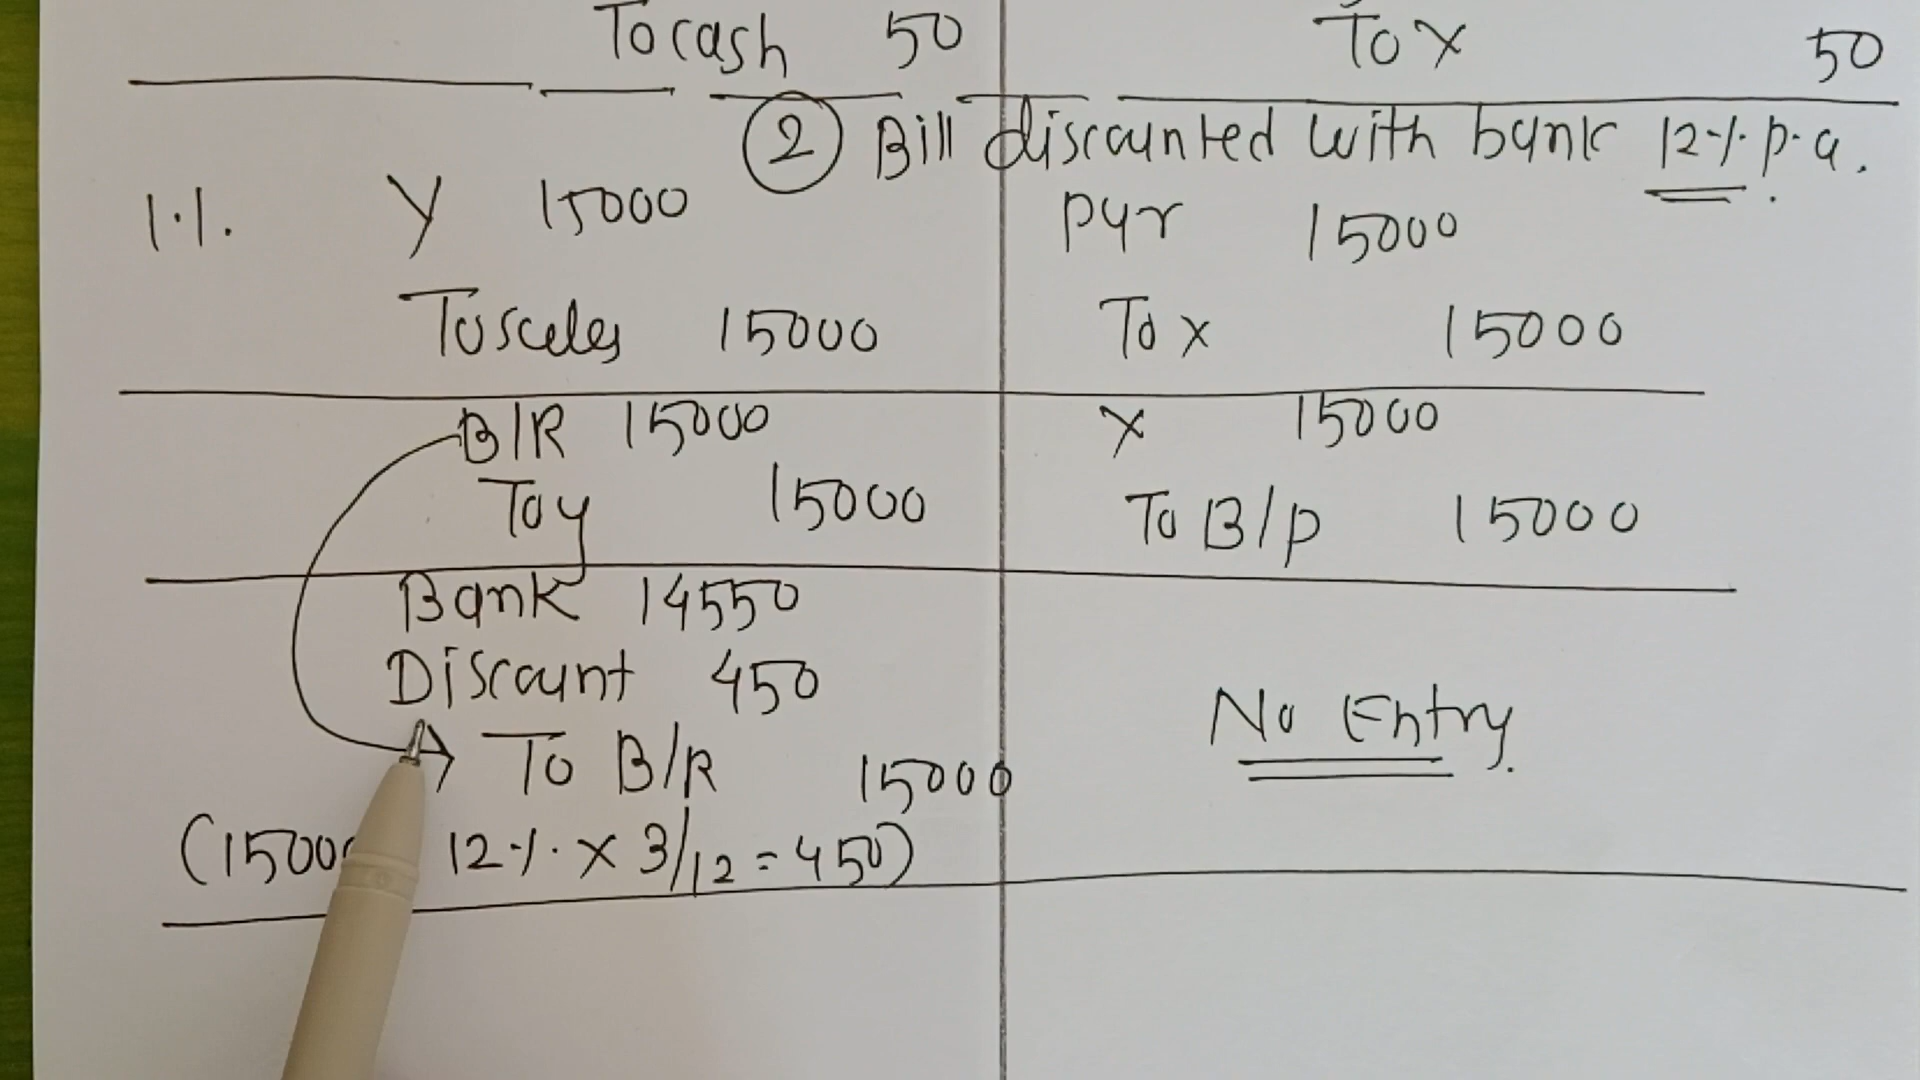 To cash 50
To X 50
② Bill discounted with bank 12% p.a.
1.1. Y 15000
To sales 15000
B/R 15000
To y 15000
Bank 14550
Discount 450
To B/R 15000
(15000 12% × 3/12 = 450)
Pur 15000
To X 15000
X 15000
To B/P 15000
No Entry.